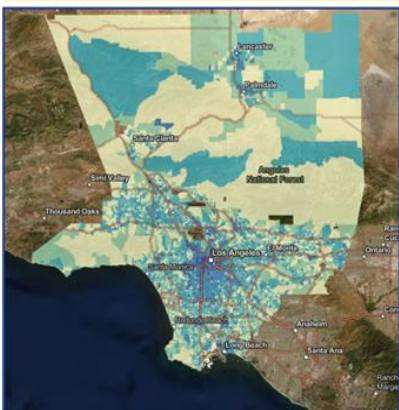 Lancaster
Palmdale
Santa Clarita
Angeles
National Forest
Simi Valley
Thousand Oaks
Los Angeles
El Monte
Ontario
Santa Monica
Redondo Beach
Anaheim
Long Beach
Santa Ana